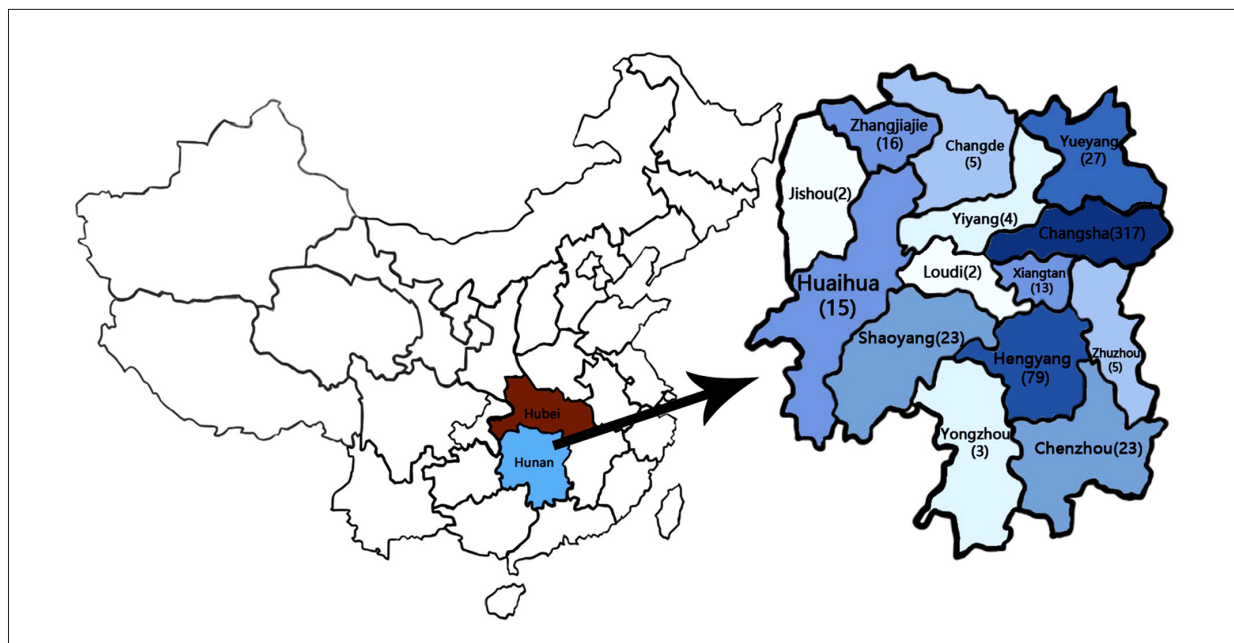 Hubei
Hunan
Zhangjiajie
(16)
Changde
(5)
Yueyang
(27)
Jishou(2)
Yiyang(4)
Changsha(317)
Huaihua
(15)
Loudi(2)
Xiangtan
(13)
Shaoyang(23)
Hengyang
(79)
Zhuzhou
(5)
Yongzhou
(3)
Chenzhou(23)